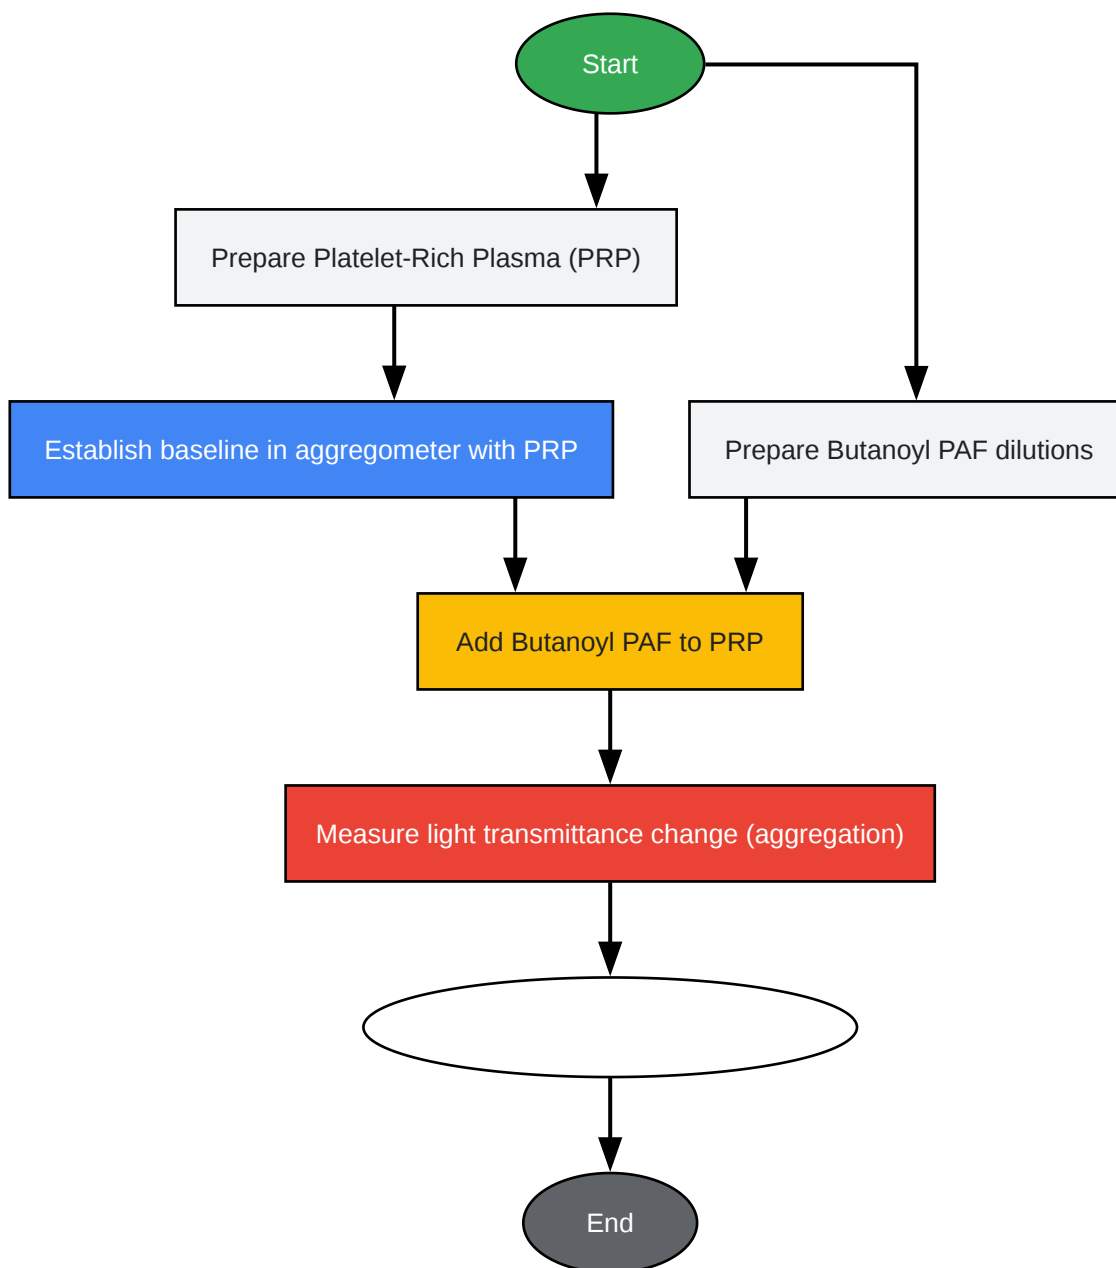 Start
Prepare Platelet-Rich Plasma (PRP)
Establish baseline in aggregometer with PRP
Prepare Butanoyl PAF dilutions
Add Butanoyl PAF to PRP
Measure light transmittance change (aggregation)
End